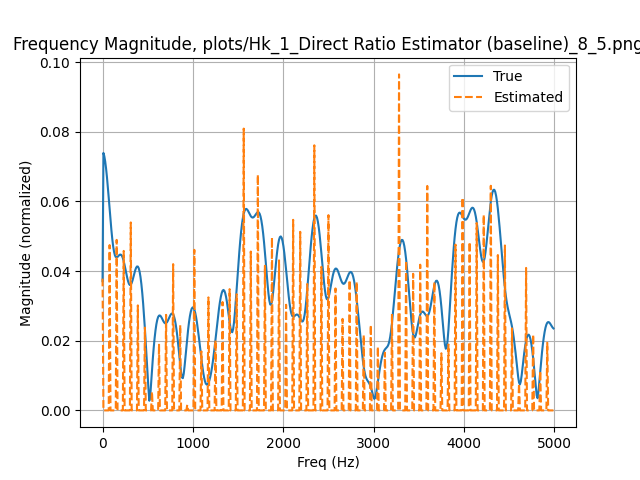 Frequency Magnitude, plots/Hk_1_Direct Ratio Estimator (baseline)_8_5.png
True
Estimated
Magnitude (normalized)
0.10
0.08
0.06
0.04
0.02
0.00
0 1000 2000 3000 4000 5000
Freq (Hz)